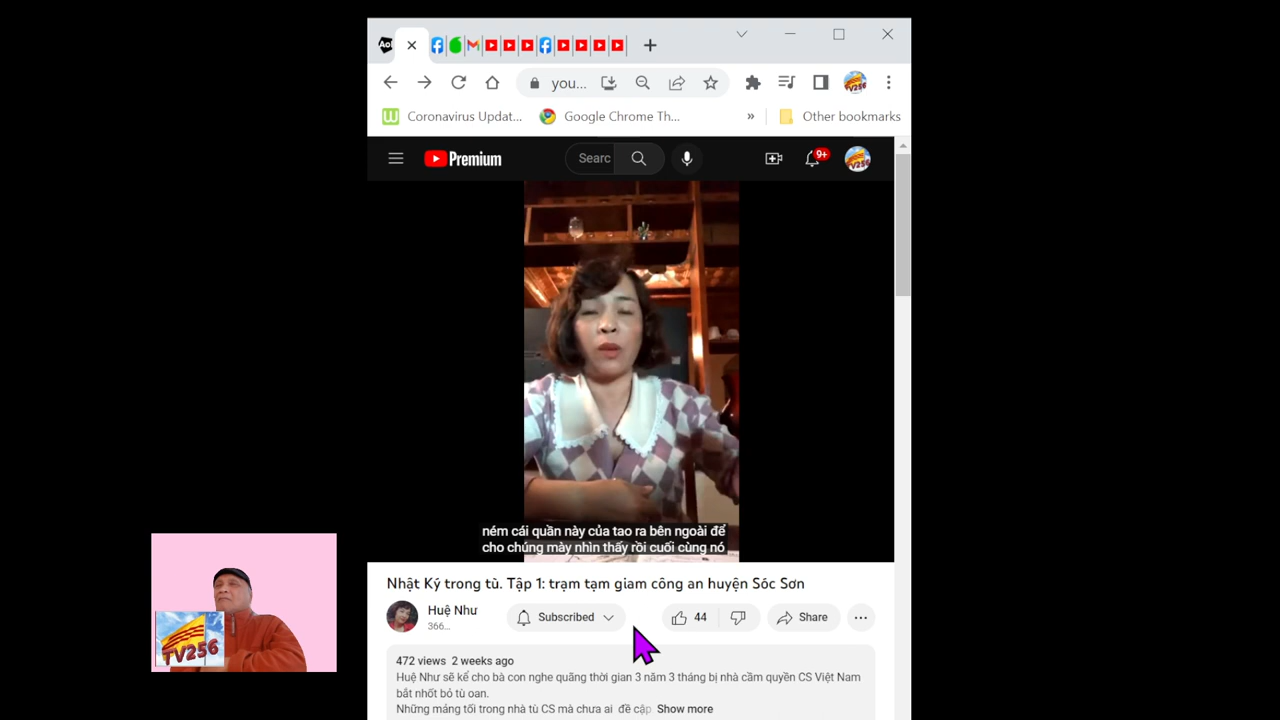 you...
Coronavirus Updat...
Google Chrome Th...
»
Other bookmarks
Premium
Searc
9+
ném cái quần này của tao ra bên ngoài để
cho chúng mày nhìn thấy rồi cuối cùng nó
Nhật Ký trong tù. Tập 1: trạm tạm giam công an huyện Sóc Sơn
Huệ Như
366...
Subscribed
44
Share
472 views 2 weeks ago
Huệ Như sẽ kể cho bà con nghe quãng thời gian 3 năm 3 tháng bị nhà cầm quyền CS Việt Nam
bắt nhốt bỏ tù oan.
Những mảng tối trong nhà tù CS mà chưa ai đề cập Show more
TV256